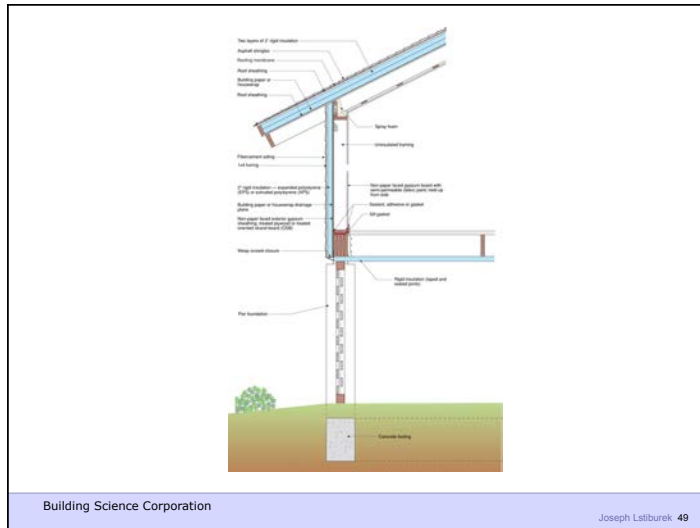 Two layers of 2" rigid insulation
Asphalt shingles
Roofing membrane
Roof sheathing
Building paper or
housewrap
Roof sheathing
Spray foam
Uninsulated framing
Fibercement siding
1x4 furring
2" rigid insulation — expanded polystyrene
(EPS) or extruded polystyrene (XPS)
Non-paper faced gypsum board with
semi-permeable (latex) paint; held up
from slab
Building paper or housewrap drainage
plane
Sealant, adhesive or gasket
Sill gasket
Non-paper faced exterior gypsum
sheathing, treated plywood or treated
oriented strand board (OSB)
Wasp screed closure
Rigid insulation (taped and
sealed joints)
Pier foundation
Concrete footing
Building Science Corporation
Joseph Lstiburek 49